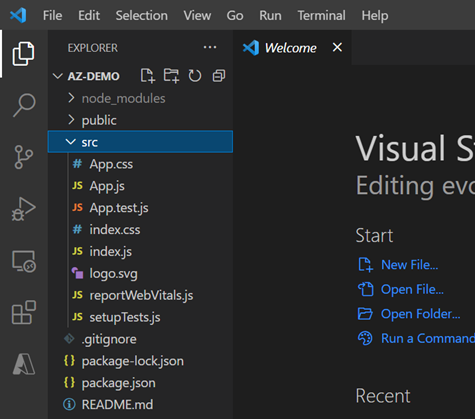 File Edit Selection View Go Run Terminal Help
EXPLORER
Welcome
AZ-DEMO
node_modules
public
src
# App.css
JS App.js
JS App.test.js
# index.css
JS index.js
logo.svg
JS reportWebVitals.js
JS setupTests.js
.gitignore
{} package-lock.json
{} package.json
README.md
Visual S
Editing evo
Start
New File...
Open File...
Open Folder...
Run a Command
Recent